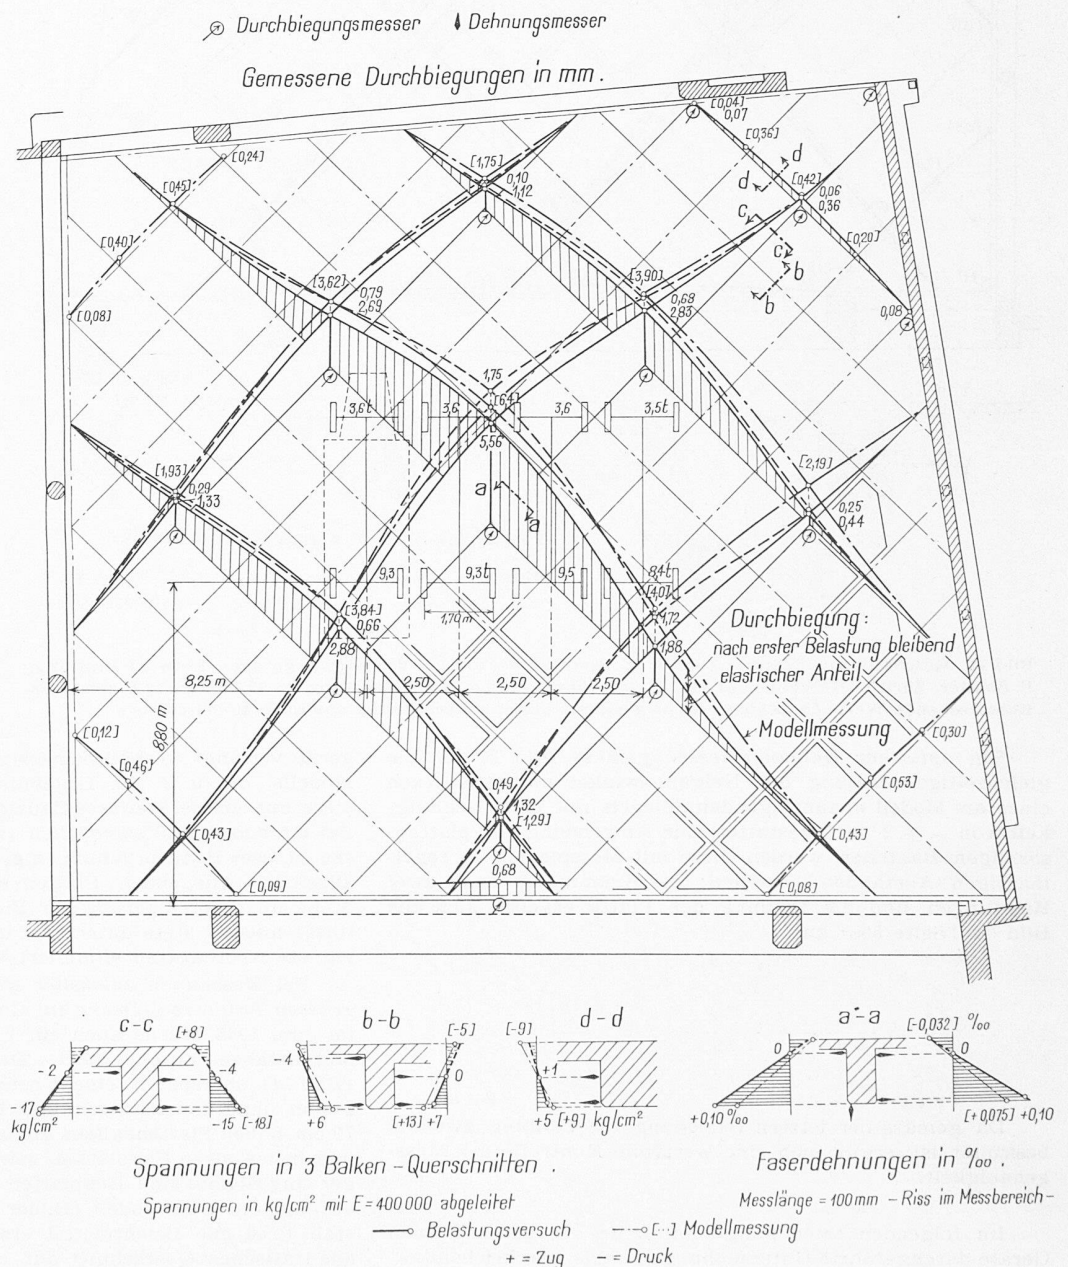 Durchbiegungsmesser Dehnungsmesser
Gemessene Durchbiegungen in mm.
[0,04]
0,07
[0,36]
[0,24]
[1,75]
0,10
1,12
d
d
[0,45]
[0,42]
0,06
0,36
c
[0,40]
[0,20]
c
b
b
[3,62]
0,79
2,69
[3,90]
0,68
2,83
[0,08]
0,08
1,75
[6,4]
3,6t 3,6 3,6 3,5t
5,56
[1,93]
0,29
1,33
[2,19]
0,25
0,44
a
a
9,3 9,3t 9,5 8,4t
[3,84]
0,66
2,88
1,70 m
[4,0]
1,72
1,88
Durchbiegung:
nach erster Belastung bleibend
elastischer Anteil
8,25 m 2,50 2,50 2,50
8,80 m
Modellmessung
[0,12]
[0,30]
[0,46]
[0,53]
0,49
1,32
[1,29]
[0,43]
[0,43]
0,68
[0,09]
[0,08]
c-c b-b d-d a-a
[+8] [-5] [-9] [-0,032] ‰
-2 -4 -4 0 +1 0 0
-17 -15 [-18] +6 [+13] +7 +5 [+9] kg/cm² +0,10 ‰ [+0,075] +0,10
kg/cm²
Spannungen in 3 Balken-Querschnitten.
Faserdehnungen in ‰.
Spannungen in kg/cm² mit E=400000 abgeleitet
Messlänge = 100 mm - Riss im Messbereich -
Belastungsversuch [··] Modellmessung
+ = Zug - = Druck